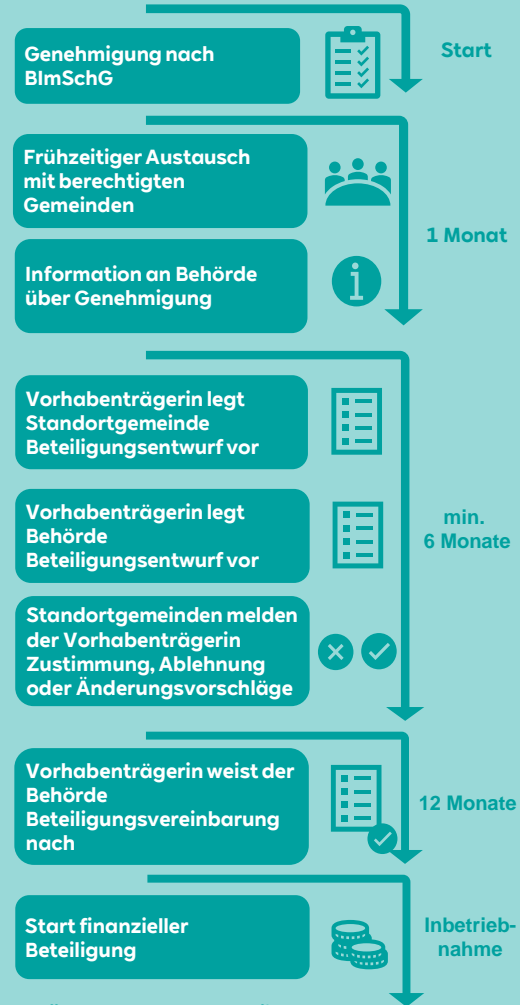 Genehmigung nach
BImSchG
Start
Frühzeitiger Austausch
mit berechtigten
Gemeinden
1 Monat
Information an Behörde
über Genehmigung
Vorhabenträgerin legt
Standortgemeinde
Beteiligungsentwurf vor
Vorhabenträgerin legt
Behörde
Beteiligungsentwurf vor
min.
6 Monate
Standortgemeinden melden
der Vorhabenträgerin
Zustimmung, Ablehnung
oder Änderungsvorschläge
Vorhabenträgerin weist der
Behörde
Beteiligungsvereinbarung
nach
12 Monate
Start finanzieller
Beteiligung
Inbetrieb-
nahme